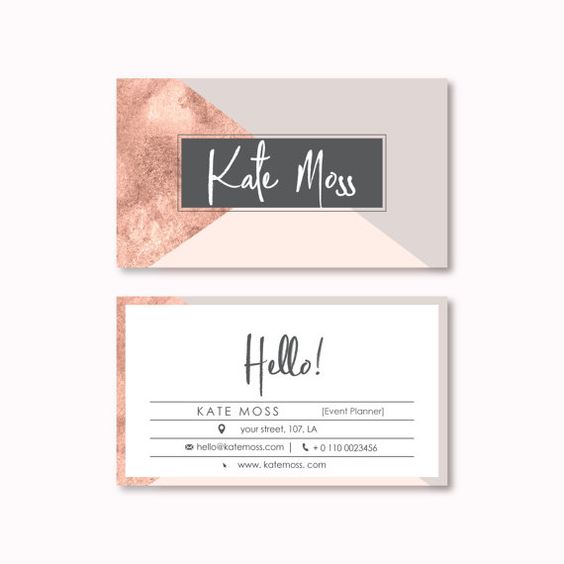 Kate Moss
Hello!
KATE MOSS [Event Planner]
your street, 107, LA
hello@katemoss.com | + 0 110 0023456
www. katemoss. com